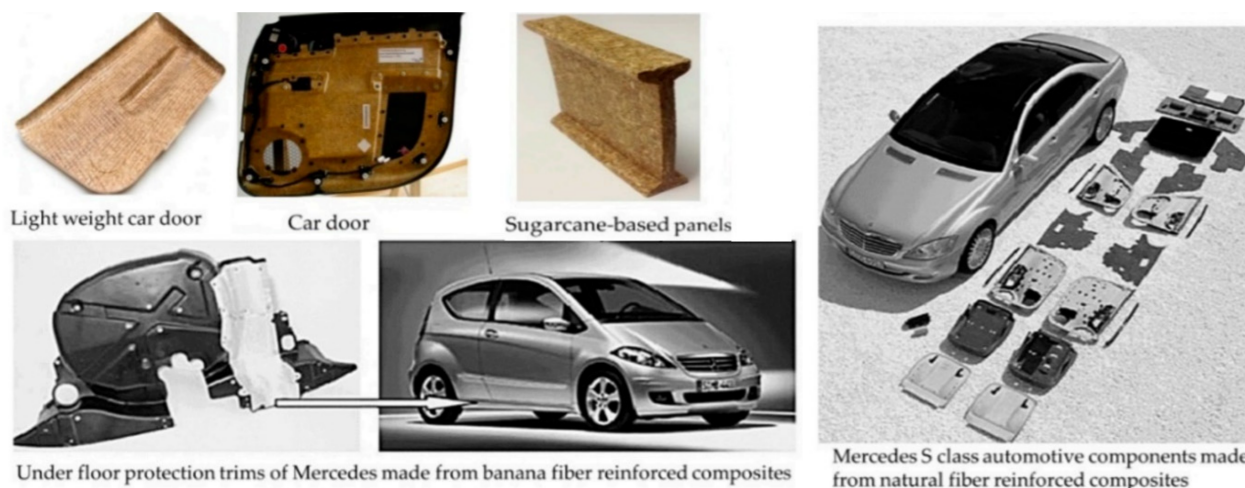 Light weight car door
Car door
Sugarcane-based panels
Under floor protection trims of Mercedes made from banana fiber reinforced composites
Mercedes S class automotive components made
from natural fiber reinforced composites